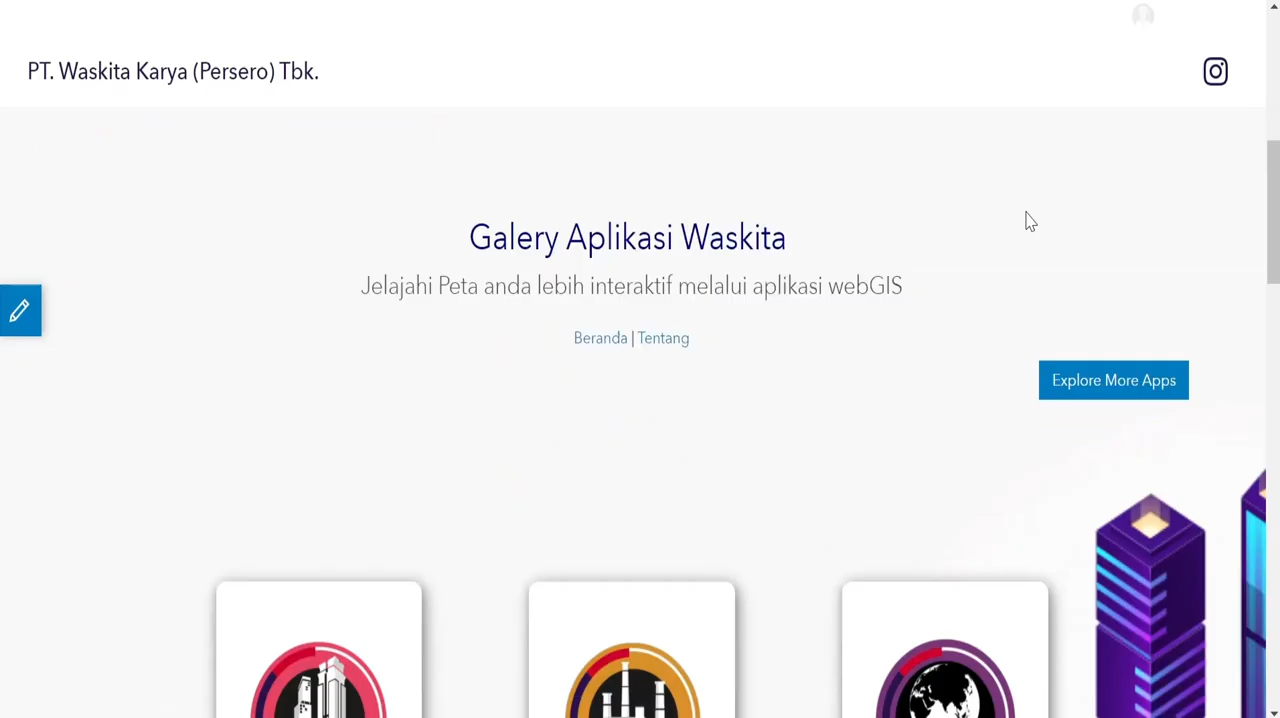 PT. Waskita Karya (Persero) Tbk.
Galery Aplikasi Waskita
Jelajahi Peta anda lebih interaktif melalui aplikasi webGIS
Beranda | Tentang
Explore More Apps